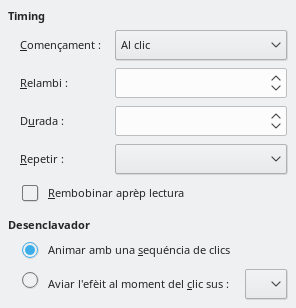 Timing
Començament :
Al clic
Relambi :
Durada :
Repetir :
Rembobinar aprèp lectura
Desenclavador
Animar amb una sequéncia de clics
Aviar l'efèit al moment del clic sus :